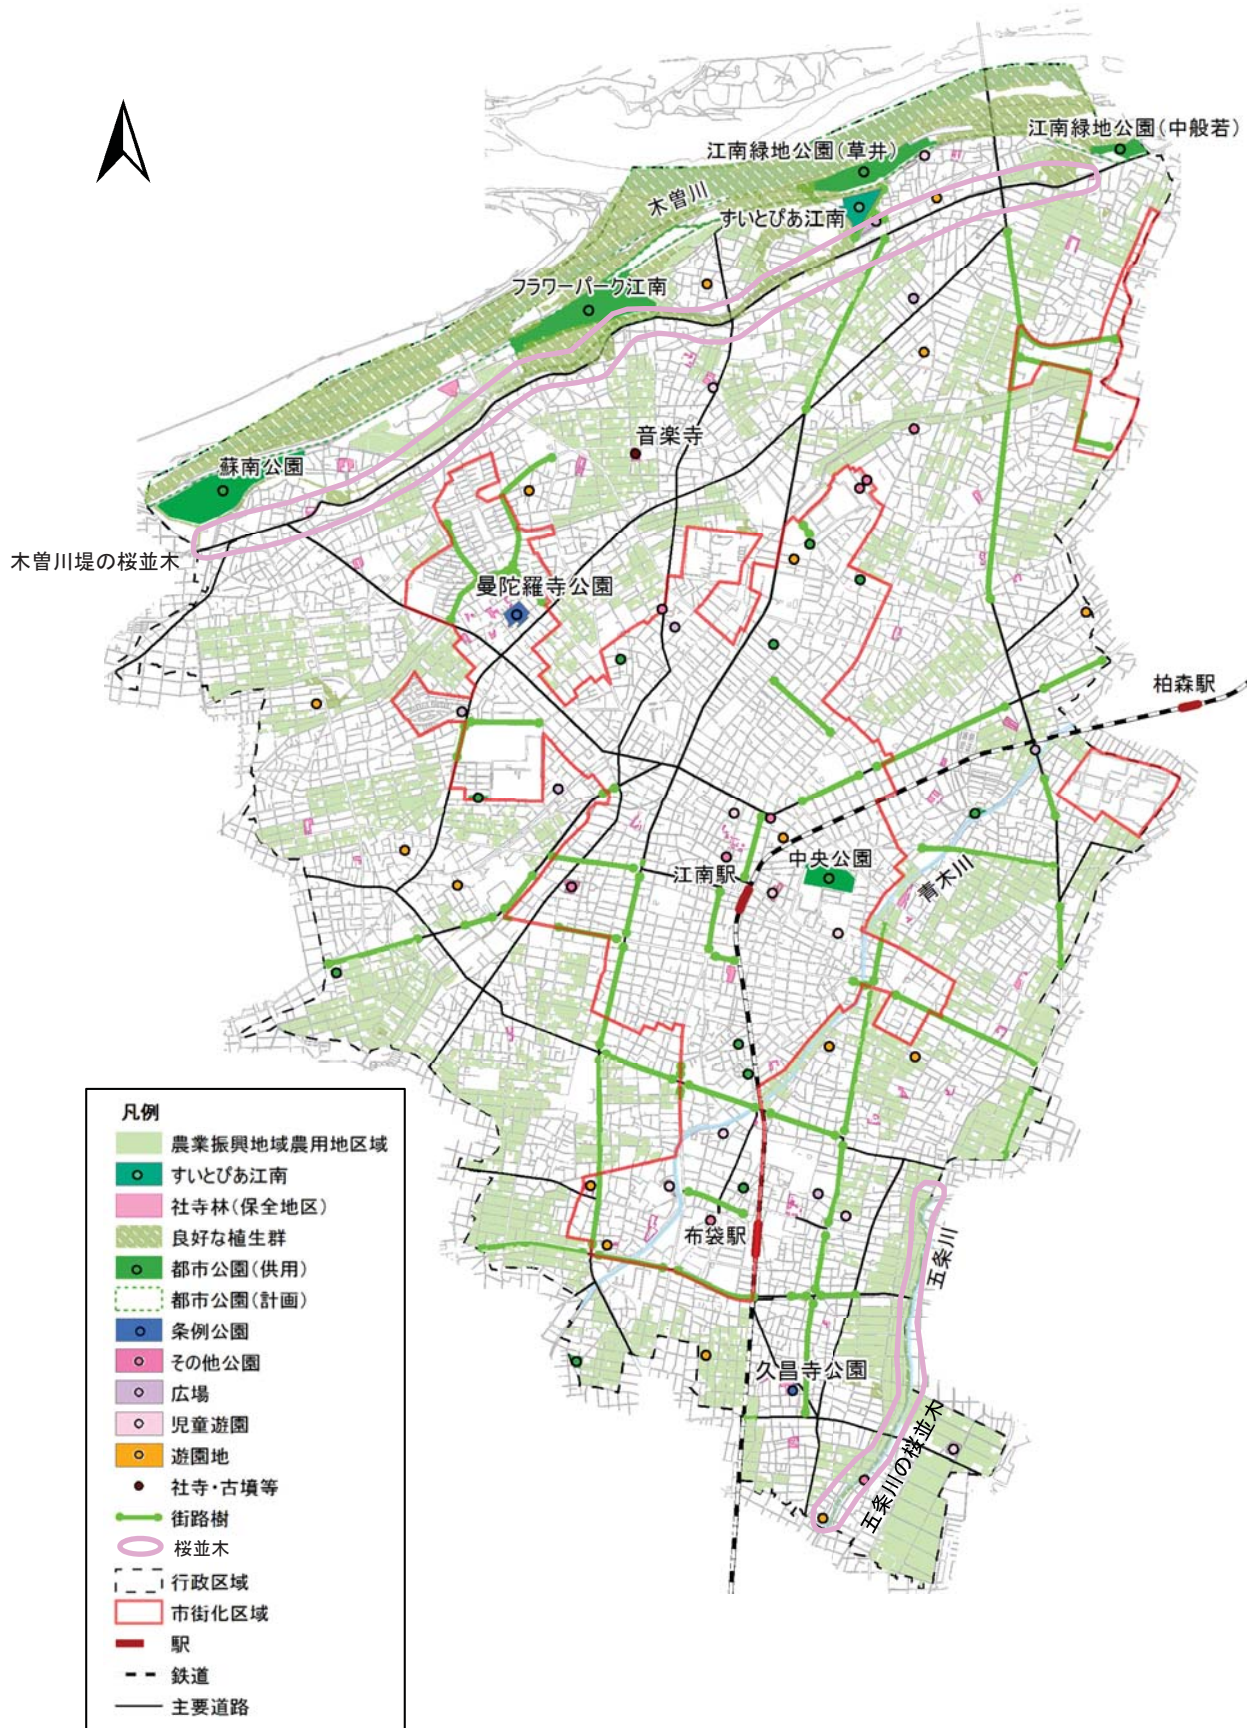 江南緑地公園(中般若)
江南緑地公園(草井)
木曽川
すいとぴあ江南
フラワーパーク江南
音楽寺
蘇南公園
木曽川堤の桜並木
曼陀羅寺公園
柏森駅
中央公園
江南駅
青木川
布袋駅
五条川
久昌寺公園
五条川の桜並木
凡例
農業振興地域農用地区域
すいとぴあ江南
社寺林(保全地区)
良好な植生群
都市公園(供用)
都市公園(計画)
条例公園
その他公園
広場
児童遊園
遊園地
社寺・古墳等
街路樹
桜並木
行政区域
市街化区域
駅
鉄道
主要道路